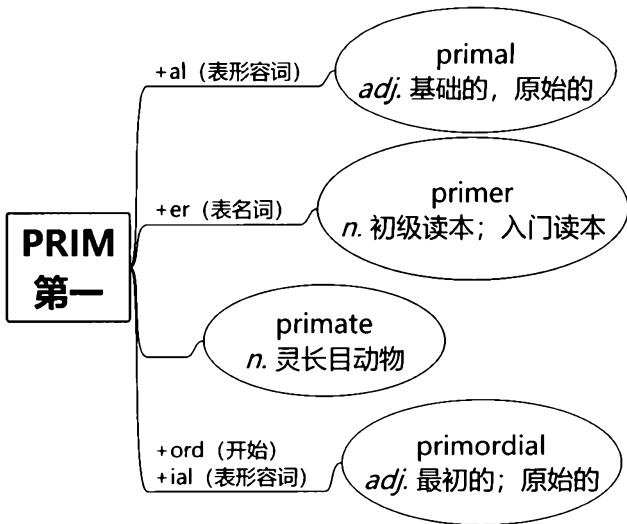 PRIM
第一
+al（表形容词）
primal
adj. 基础的，原始的
+er（表名词）
primer
n. 初级读本；入门读本
primate
n. 灵长目动物
+ord（开始）
+ial（表形容词）
primordial
adj. 最初的；原始的